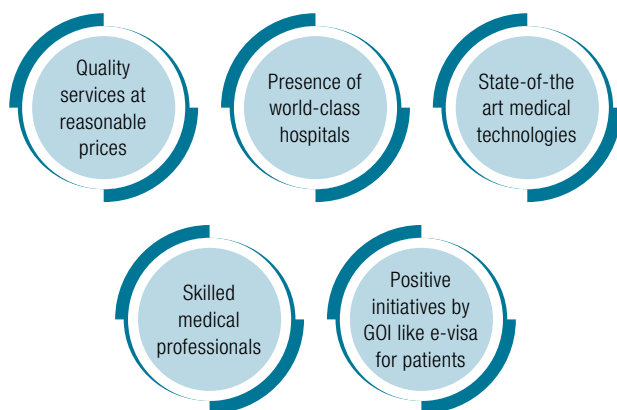 Quality
services at
reasonable
prices
Presence of
world-class
hospitals
State-of-the
art medical
technologies
Skilled
medical
professionals
Positive
initiatives by
GOI like e-visa
for patients